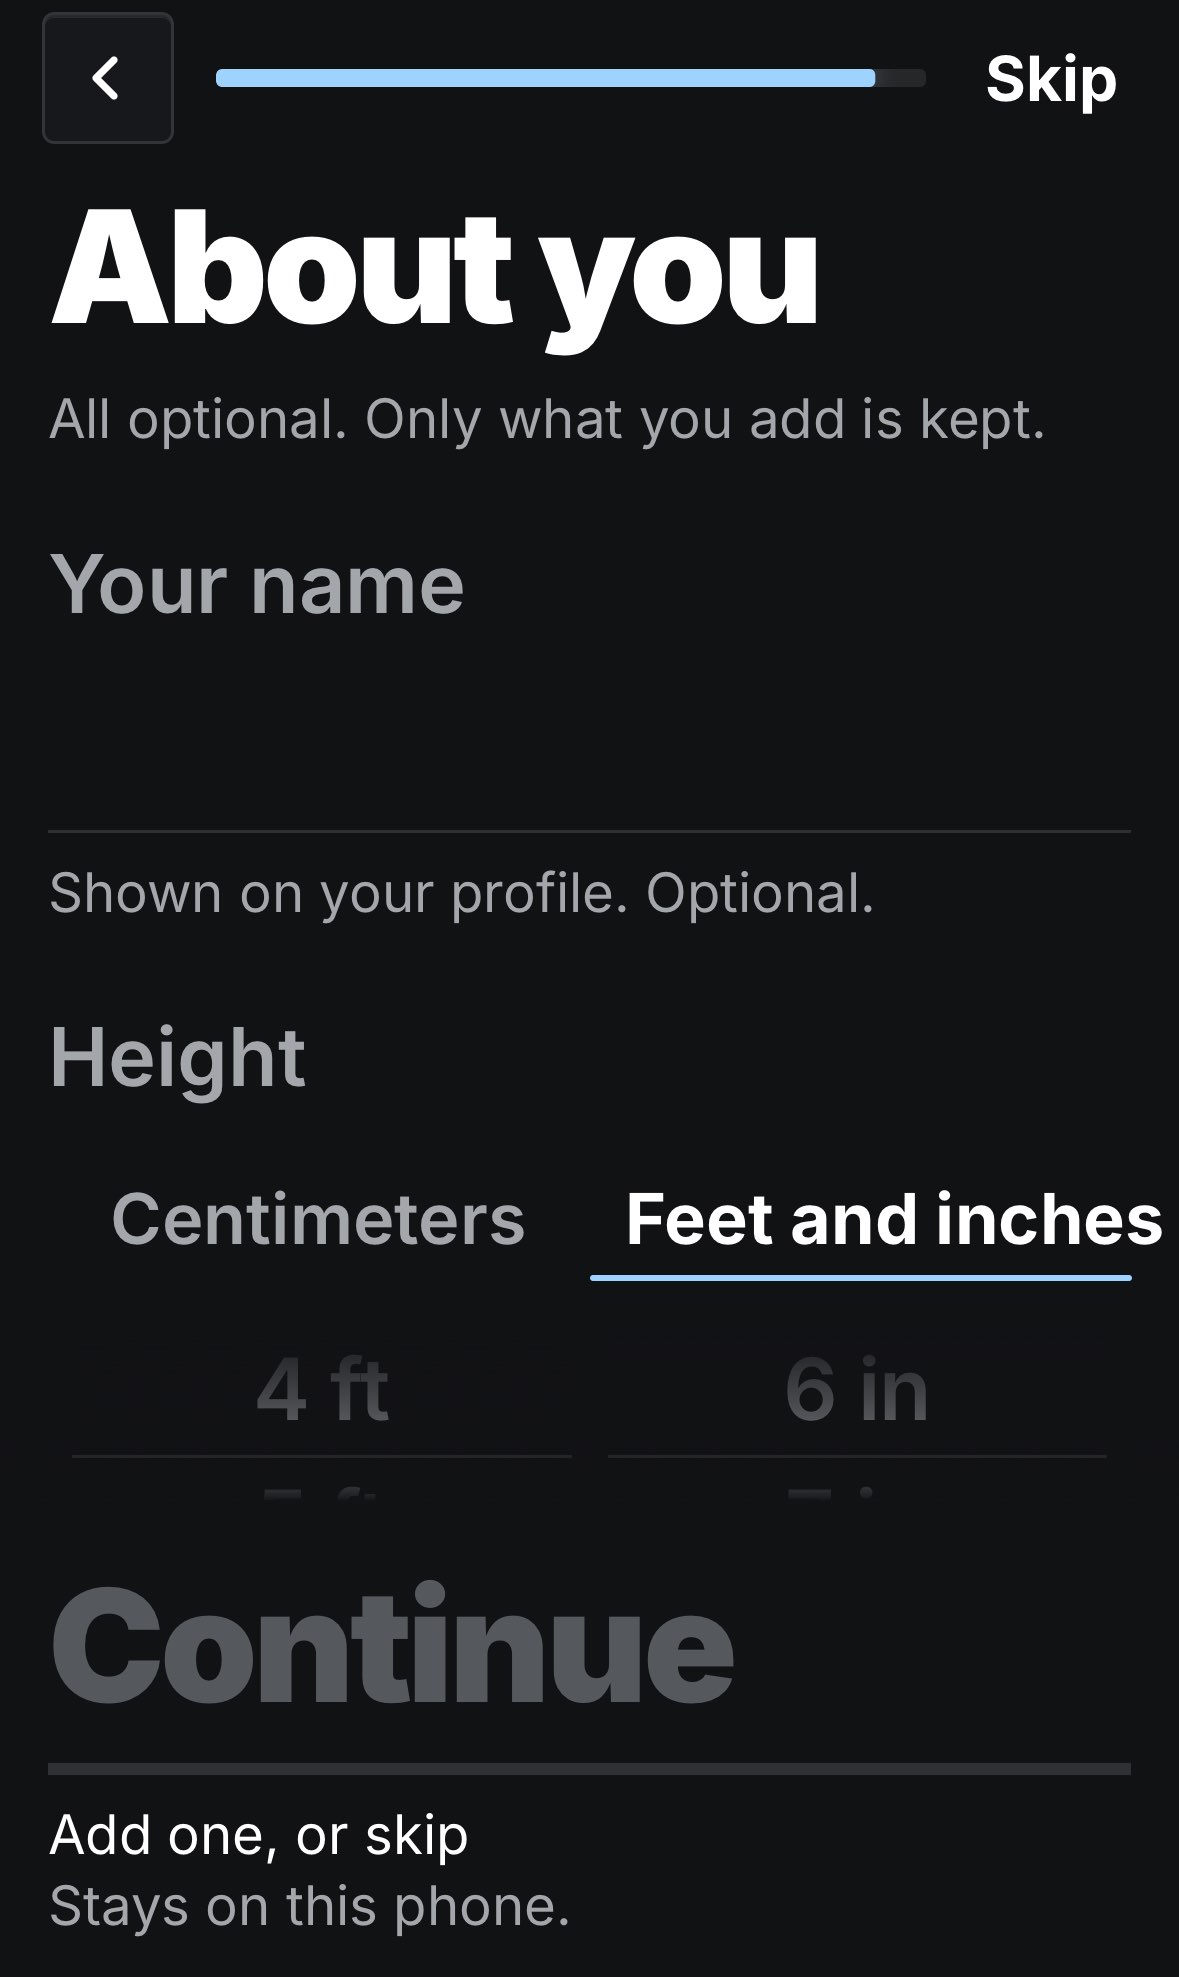 Skip
About you
All optional. Only what you add is kept.
Your name
Shown on your profile. Optional.
Height
Centimeters Feet and inches
4 ft 6 in
Continue
Add one, or skip
Stays on this phone.